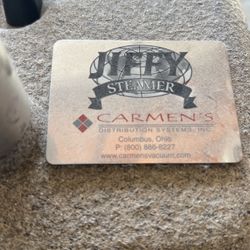 JIFFY
STEAMER
CARMEN'S
DISTRIBUTION SYSTEMS, INC.
Columbus, Ohio
P: (800) 886-8227
www.carmensvacuum.com